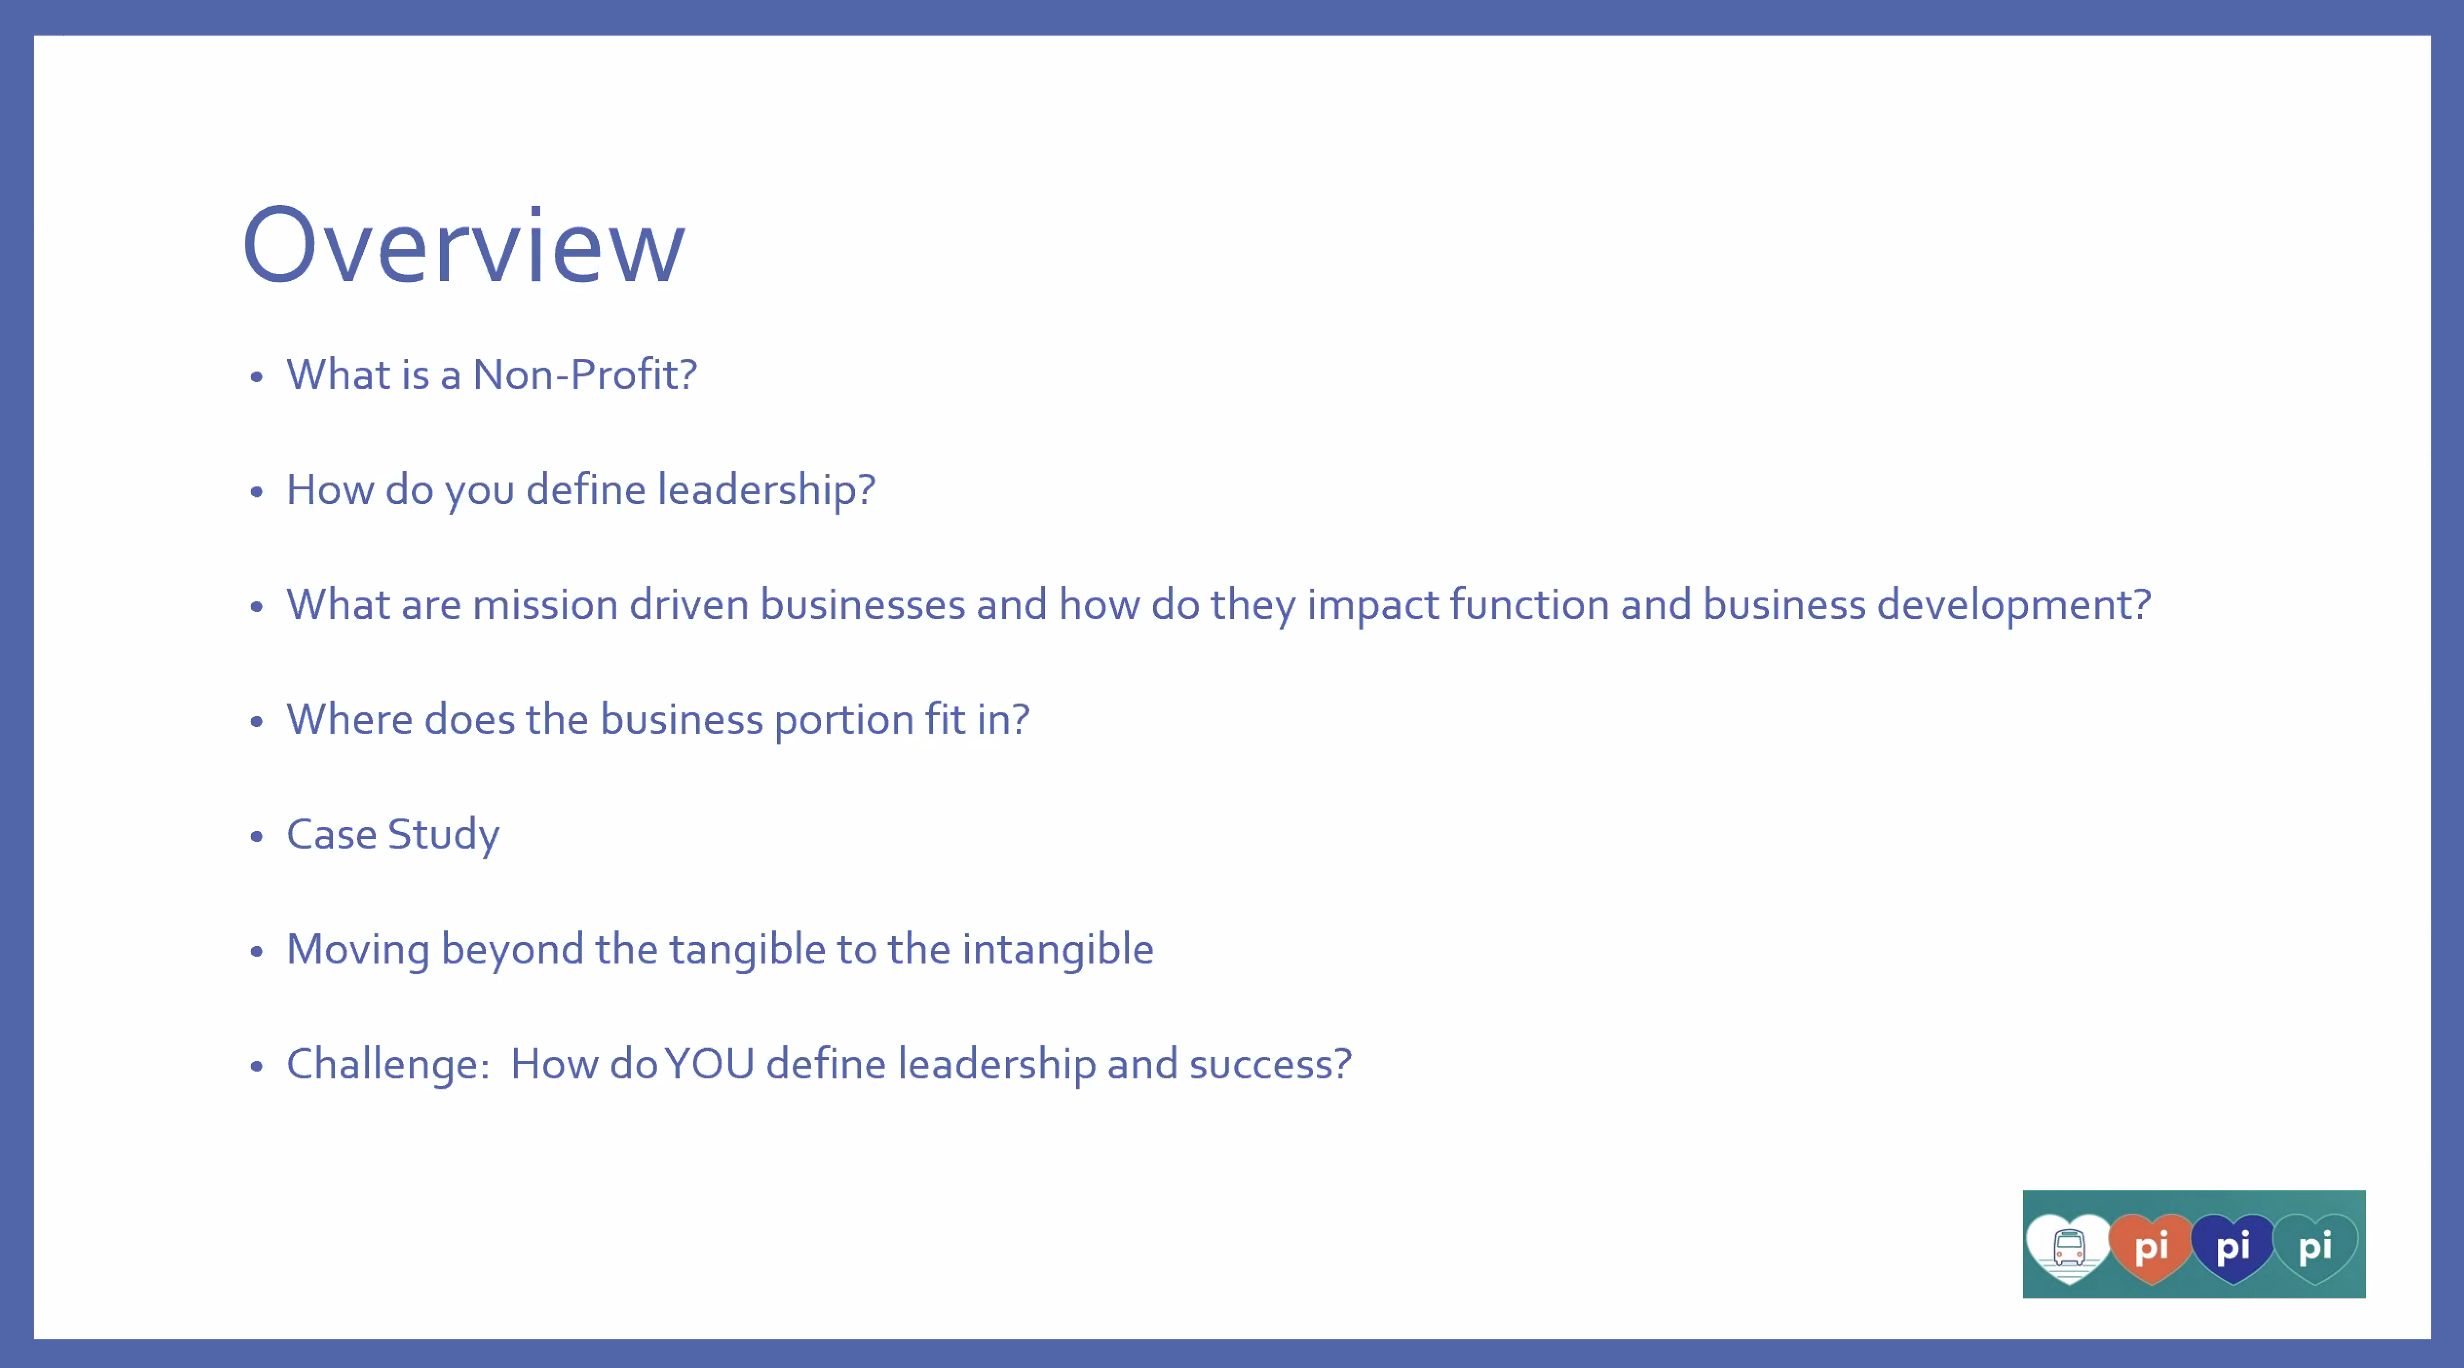 Overview
• What is a Non-Profit?
• How do you define leadership?
• What are mission driven businesses and how do they impact function and business development?
• Where does the business portion fit in?
• Case Study
• Moving beyond the tangible to the intangible
• Challenge:  How do YOU define leadership and success?
pi pi pi